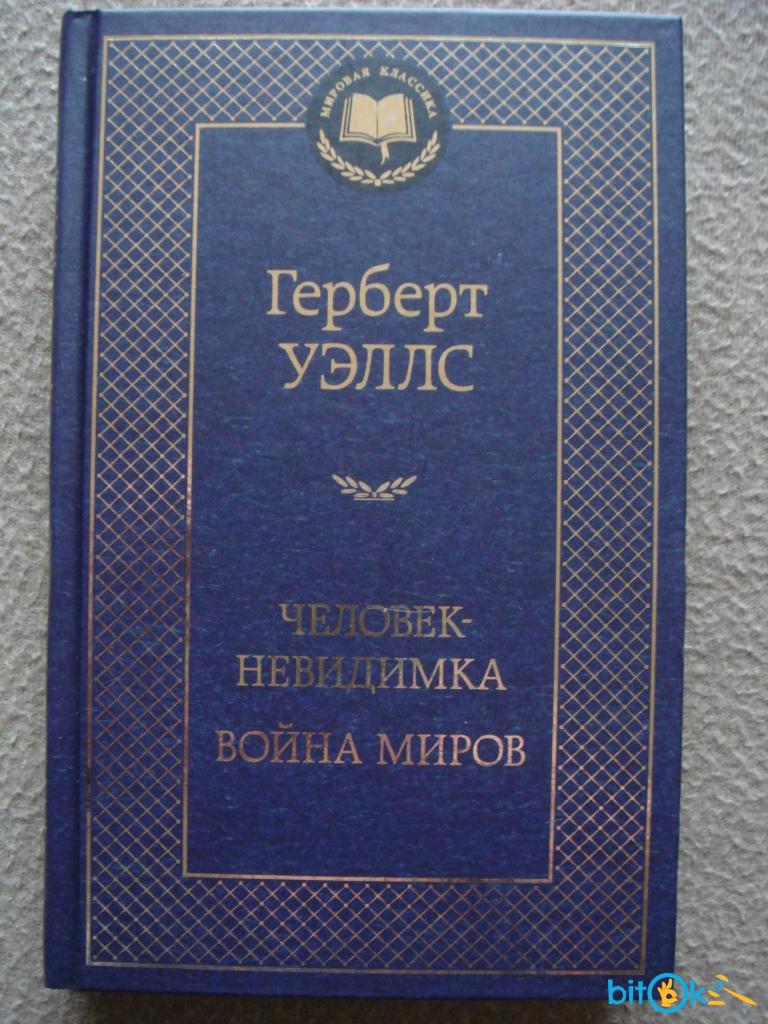 МИРОВАЯ КЛАССИКА
Герберт
УЭЛЛС
ЧЕЛОВЕК-
НЕВИДИМКА
ВОЙНА МИРОВ
bitOk